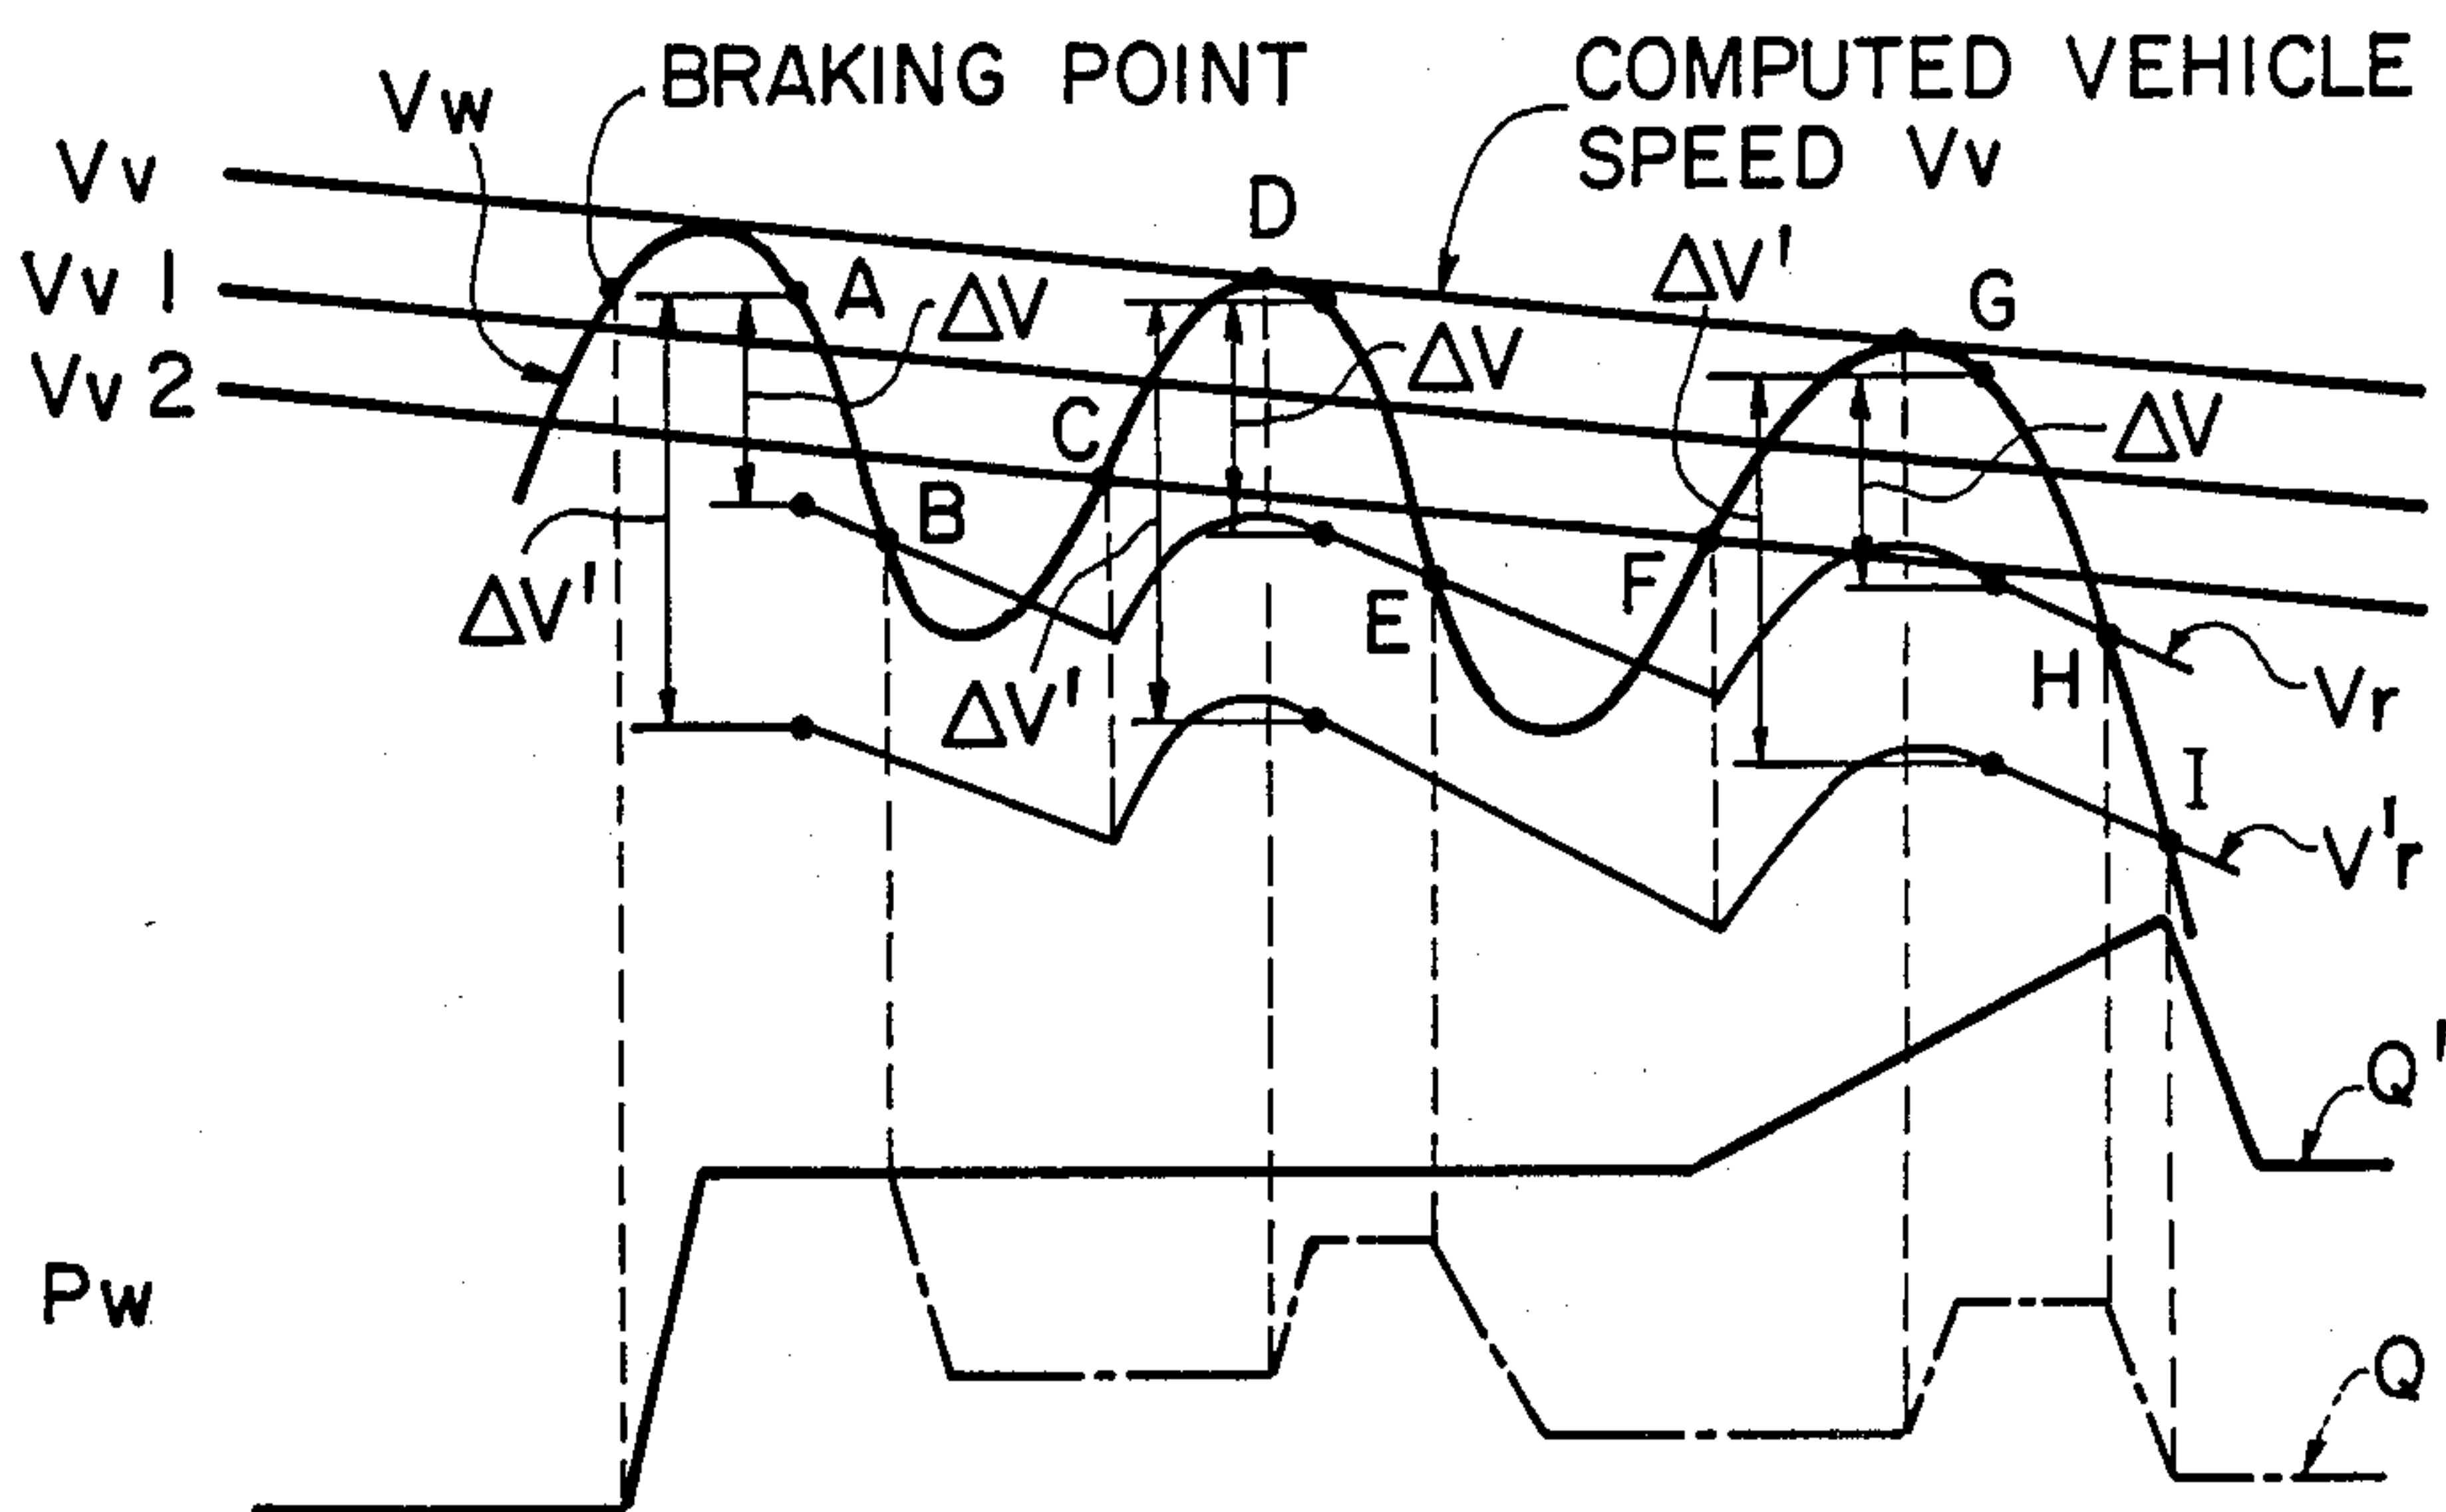 BRAKING POINT
COMPUTED VEHICLE
SPEED Vv
Vw
Vv
Vv 1
Vv 2
A
ΔV
D
ΔV
ΔV'
G
ΔV
C
B
ΔV'
ΔV'
E
F
H
Vr
I
V'r
Q'
Pw
Q